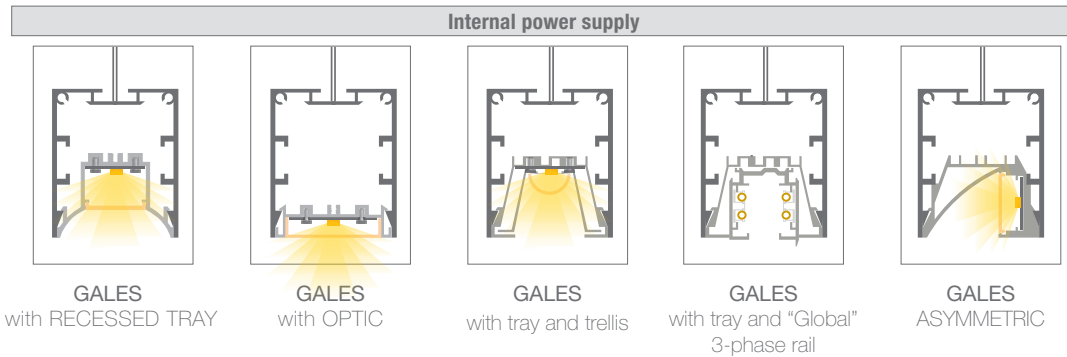 Internal power supply
GALES
with RECESSED TRAY
GALES
with OPTIC
GALES
with tray and trellis
GALES
with tray and “Global”
3-phase rail
GALES
ASYMMETRIC